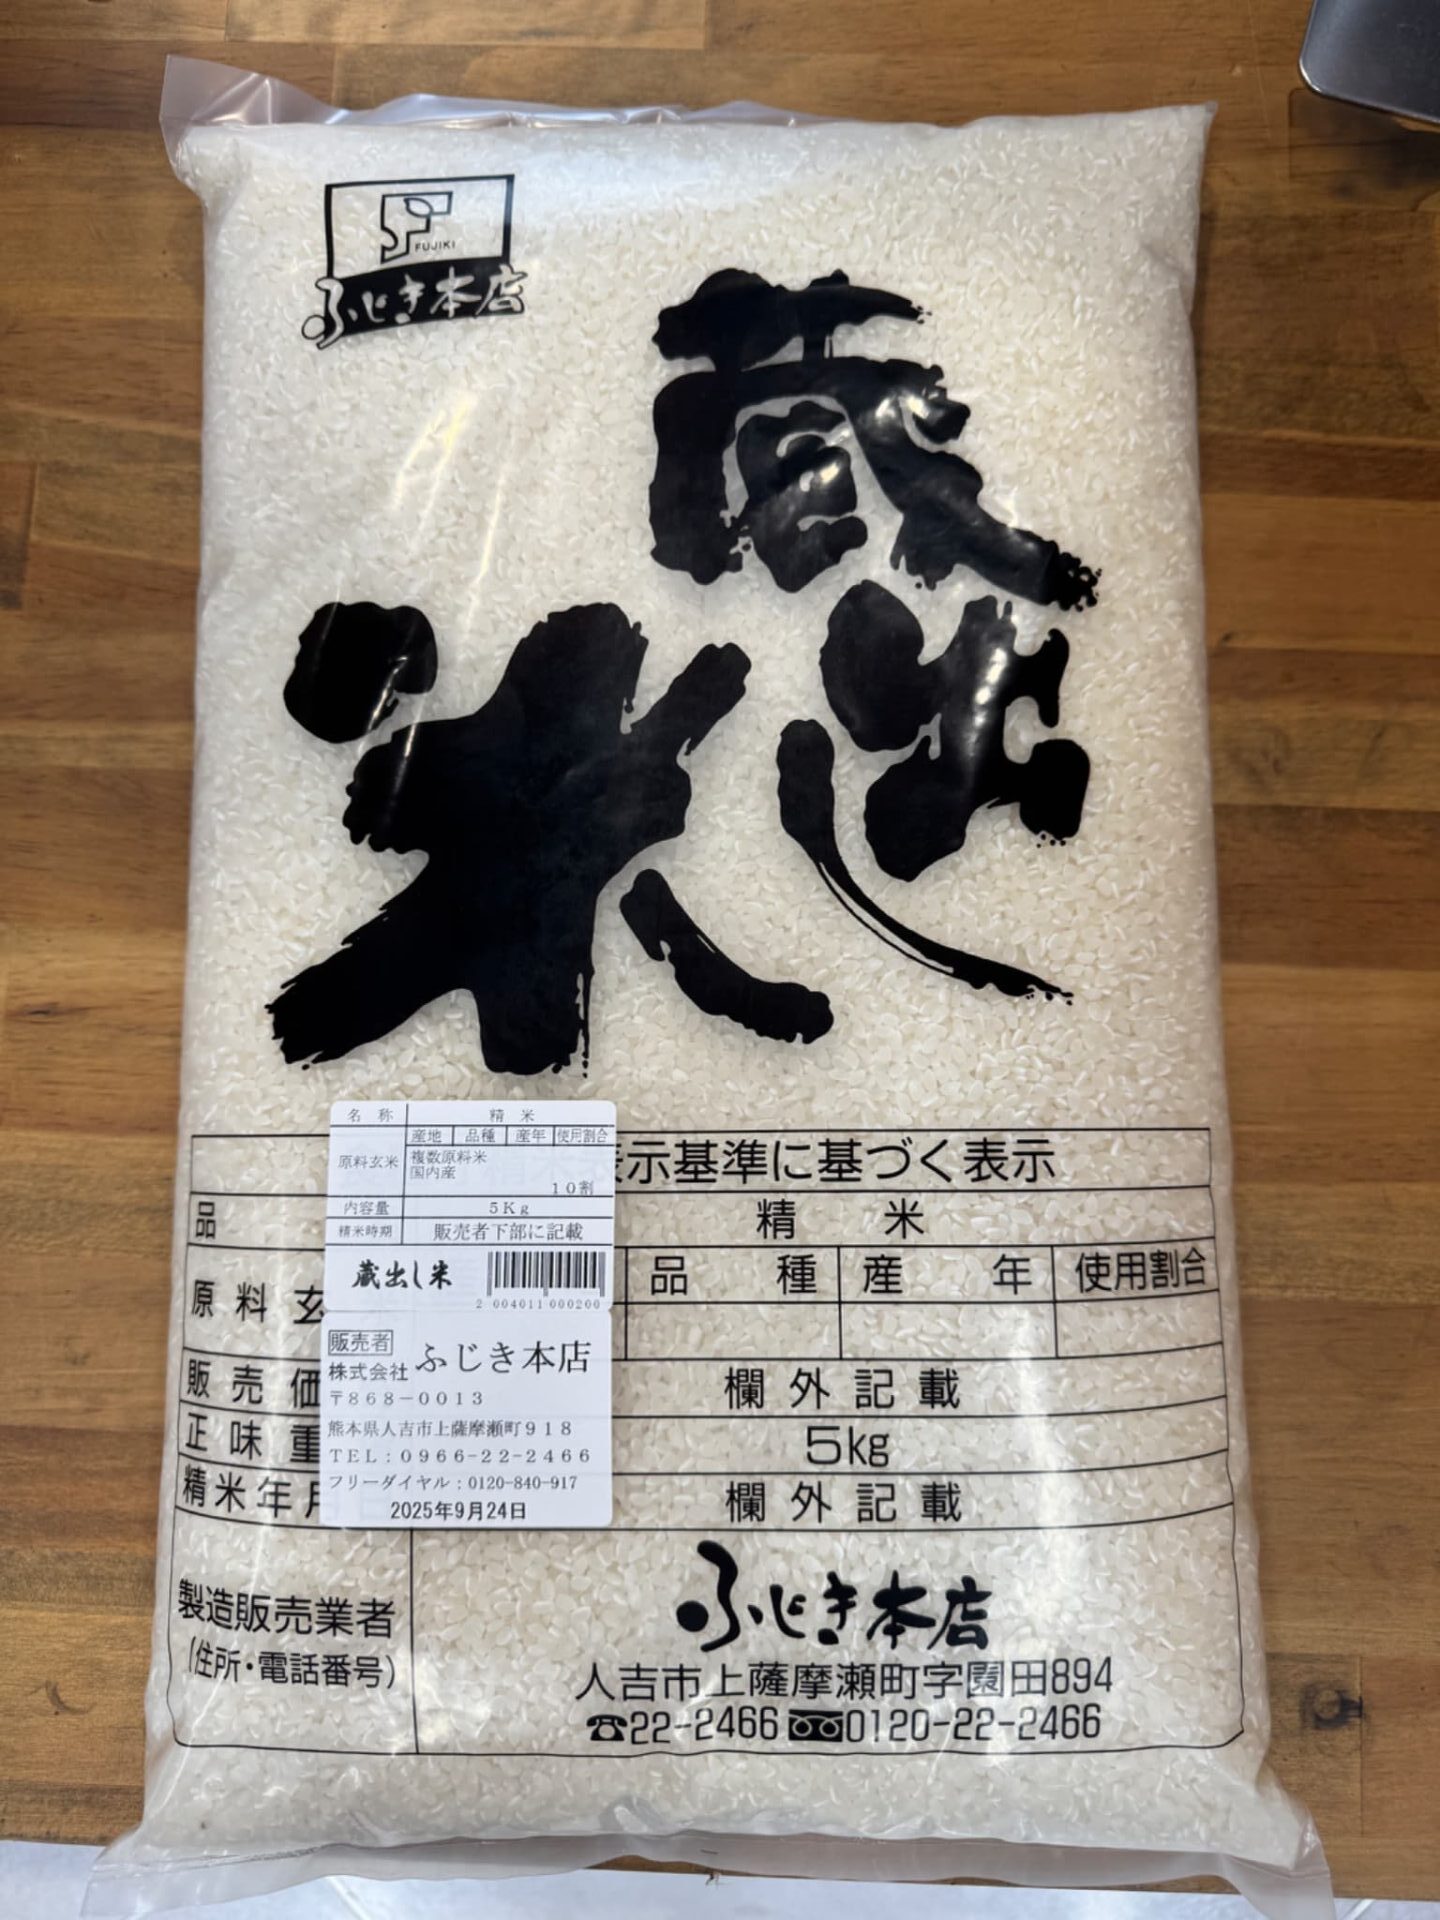 FUJIKI
ふじき本店
蔵出し米
名称 精米
原料玄米 産地 品種 産年 使用割合
複数原料米
国内産
10割
内容量 5Kg
精米時期 販売者下部に記載
蔵出し米
2 004011 000200
販売者
株式会社 ふじき本店
〒868-0013
熊本県人吉市上薩摩瀬町918
TEL:0966-22-2466
フリーダイヤル:0120-840-917
2025年9月24日
示基準に基づく表示
品 精米
原料玄 品種 産年 使用割合
販売価 欄外記載
正味重 5kg
精米年月 欄外記載
製造販売業者
(住所・電話番号)
ふじき本店
人吉市上薩摩瀬町字園田894
☎22-2466 0120-22-2466